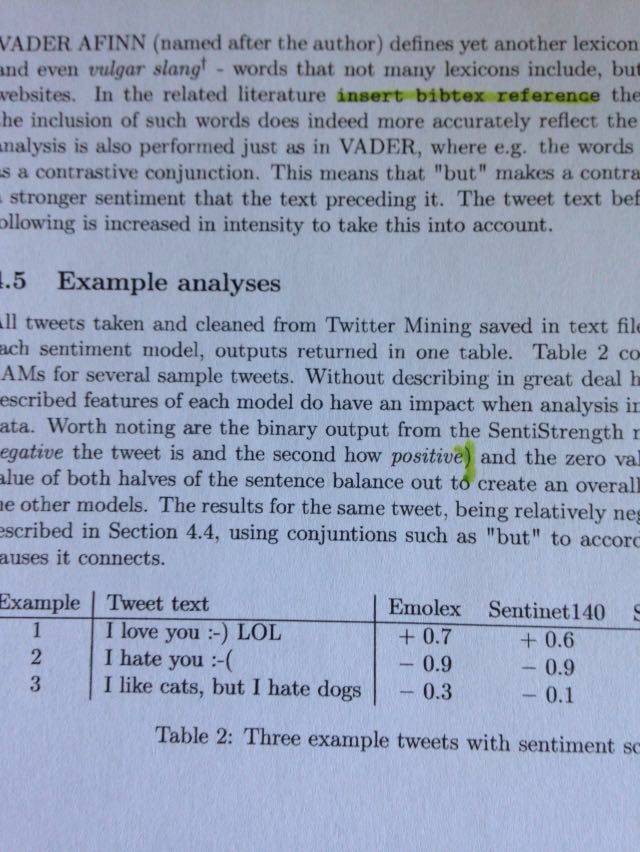 VADER AFINN (named after the author) defines yet another lexicon
and even vulgar slang† - words that not many lexicons include, but
websites. In the related literature insert bibtex reference the
he inclusion of such words does indeed more accurately reflect the
analysis is also performed just as in VADER, where e.g. the words
as a contrastive conjunction. This means that "but" makes a contra
stronger sentiment that the text preceding it. The tweet text bef
ollowing is increased in intensity to take this into account.
4.5 Example analyses
All tweets taken and cleaned from Twitter Mining saved in text file
ach sentiment model, outputs returned in one table. Table 2 co
AMs for several sample tweets. Without describing in great deal h
escribed features of each model do have an impact when analysis in
ata. Worth noting are the binary output from the SentiStrength
egative the tweet is and the second how positive) and the zero val
alue of both halves of the sentence balance out to create an overall
he other models. The results for the same tweet, being relatively neg
escribed in Section 4.4, using conjuntions such as "but" to accord
auses it connects.
Example Tweet text Emolex Sentinet140 S
1 I love you :-) LOL + 0.7 + 0.6
2 I hate you :-( − 0.9 − 0.9
3 I like cats, but I hate dogs − 0.3 − 0.1
Table 2: Three example tweets with sentiment sc